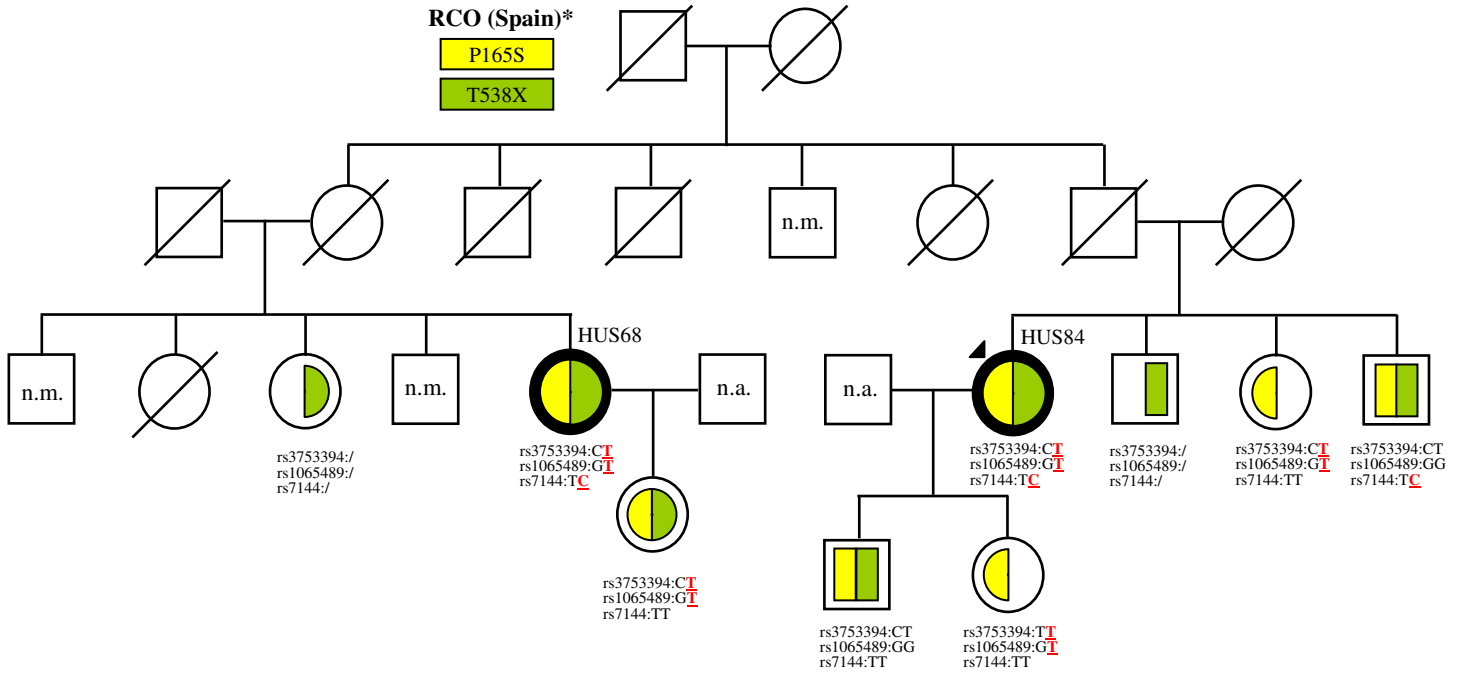 RCO (Spain)*
P165S
T538X
n.m.
HUS68
HUS84
n.m.
n.m.
n.a.
n.a.
rs3753394:/
rs1065489:/
rs7144:/
rs3753394:CT
rs1065489:GT
rs7144:TC
rs3753394:CT
rs1065489:GT
rs7144:TC
rs3753394:/
rs1065489:/
rs7144:/
rs3753394:CT
rs1065489:GT
rs7144:TT
rs3753394:CT
rs1065489:GG
rs7144:TC
rs3753394:CT
rs1065489:GT
rs7144:TT
rs3753394:CT
rs1065489:GG
rs7144:TT
rs3753394:TT
rs1065489:GT
rs7144:TT